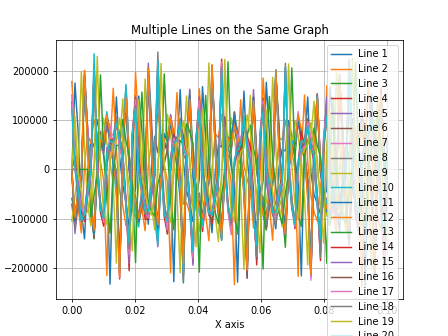 Multiple Lines on the Same Graph
200000
100000
0
−100000
−200000
0.00
0.02
0.04
0.06
0.08
X axis
Line 1
Line 2
Line 3
Line 4
Line 5
Line 6
Line 7
Line 8
Line 9
Line 10
Line 11
Line 12
Line 13
Line 14
Line 15
Line 16
Line 17
Line 18
Line 19
Line 20